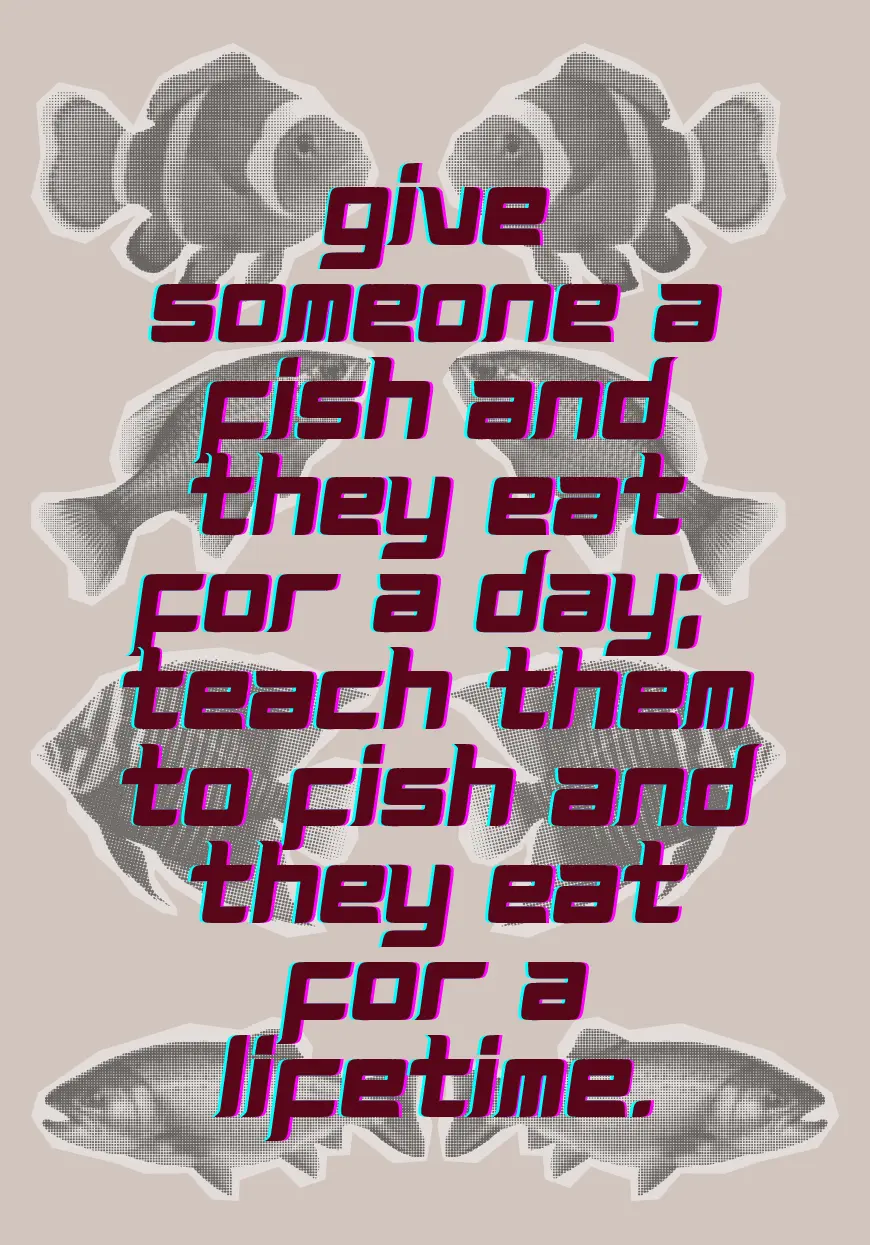 give
someone a
fish and
they eat
for a day;
teach them
to fish and
they eat
for a
lifetime.